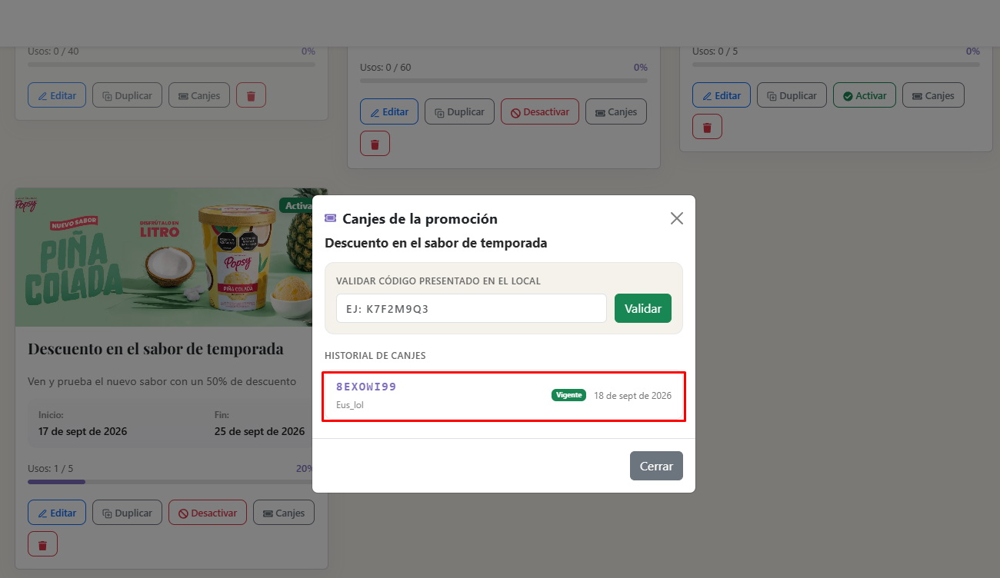 Usos: 0 / 40 0%
Editar Duplicar Canjes
Usos: 0 / 60 0%
Editar Duplicar Desactivar Canjes
Usos: 0 / 5 0%
Editar Duplicar Activar Canjes
Popsy
Activa
NUEVO SABOR
PIÑA
COLADA
DISFRÚTALO EN
LITRO
Popsy
PIÑA COLADA
Descuento en el sabor de temporada
Ven y prueba el nuevo sabor con un 50% de descuento
Inicio: Fin:
17 de sept de 2026 25 de sept de 2026
Usos: 1 / 5 20%
Editar Duplicar Desactivar Canjes
Canjes de la promoción
Descuento en el sabor de temporada
VALIDAR CÓDIGO PRESENTADO EN EL LOCAL
EJ: K7F2M9Q3 Validar
HISTORIAL DE CANJES
8EXOWI99
Eus_lol
Vigente 18 de sept de 2026
Cerrar